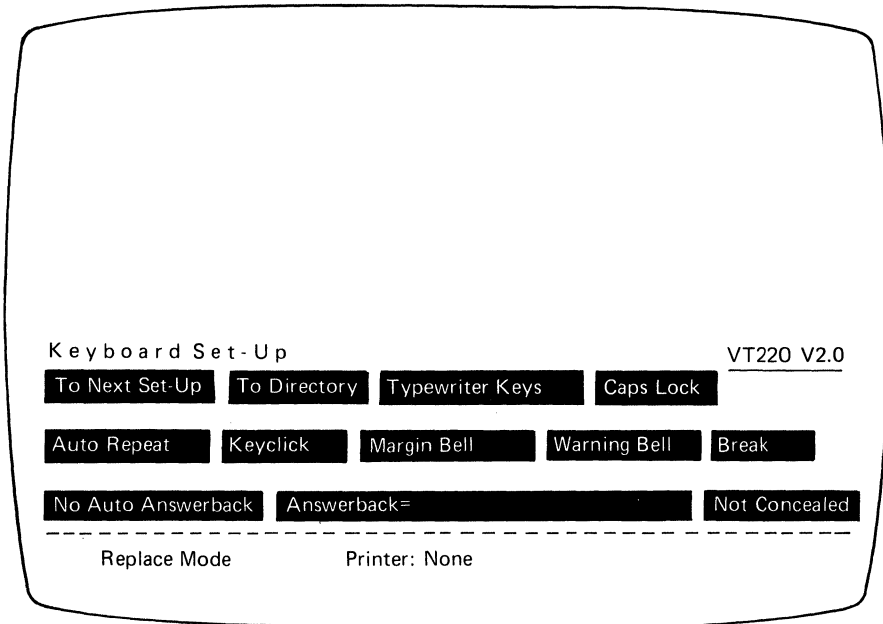 Keyboard Set-Up VT220 V2.0
To Next Set-Up To Directory Typewriter Keys Caps Lock
Auto Repeat Keyclick Margin Bell Warning Bell Break
No Auto Answerback Answerback= Not Concealed
Replace Mode Printer: None